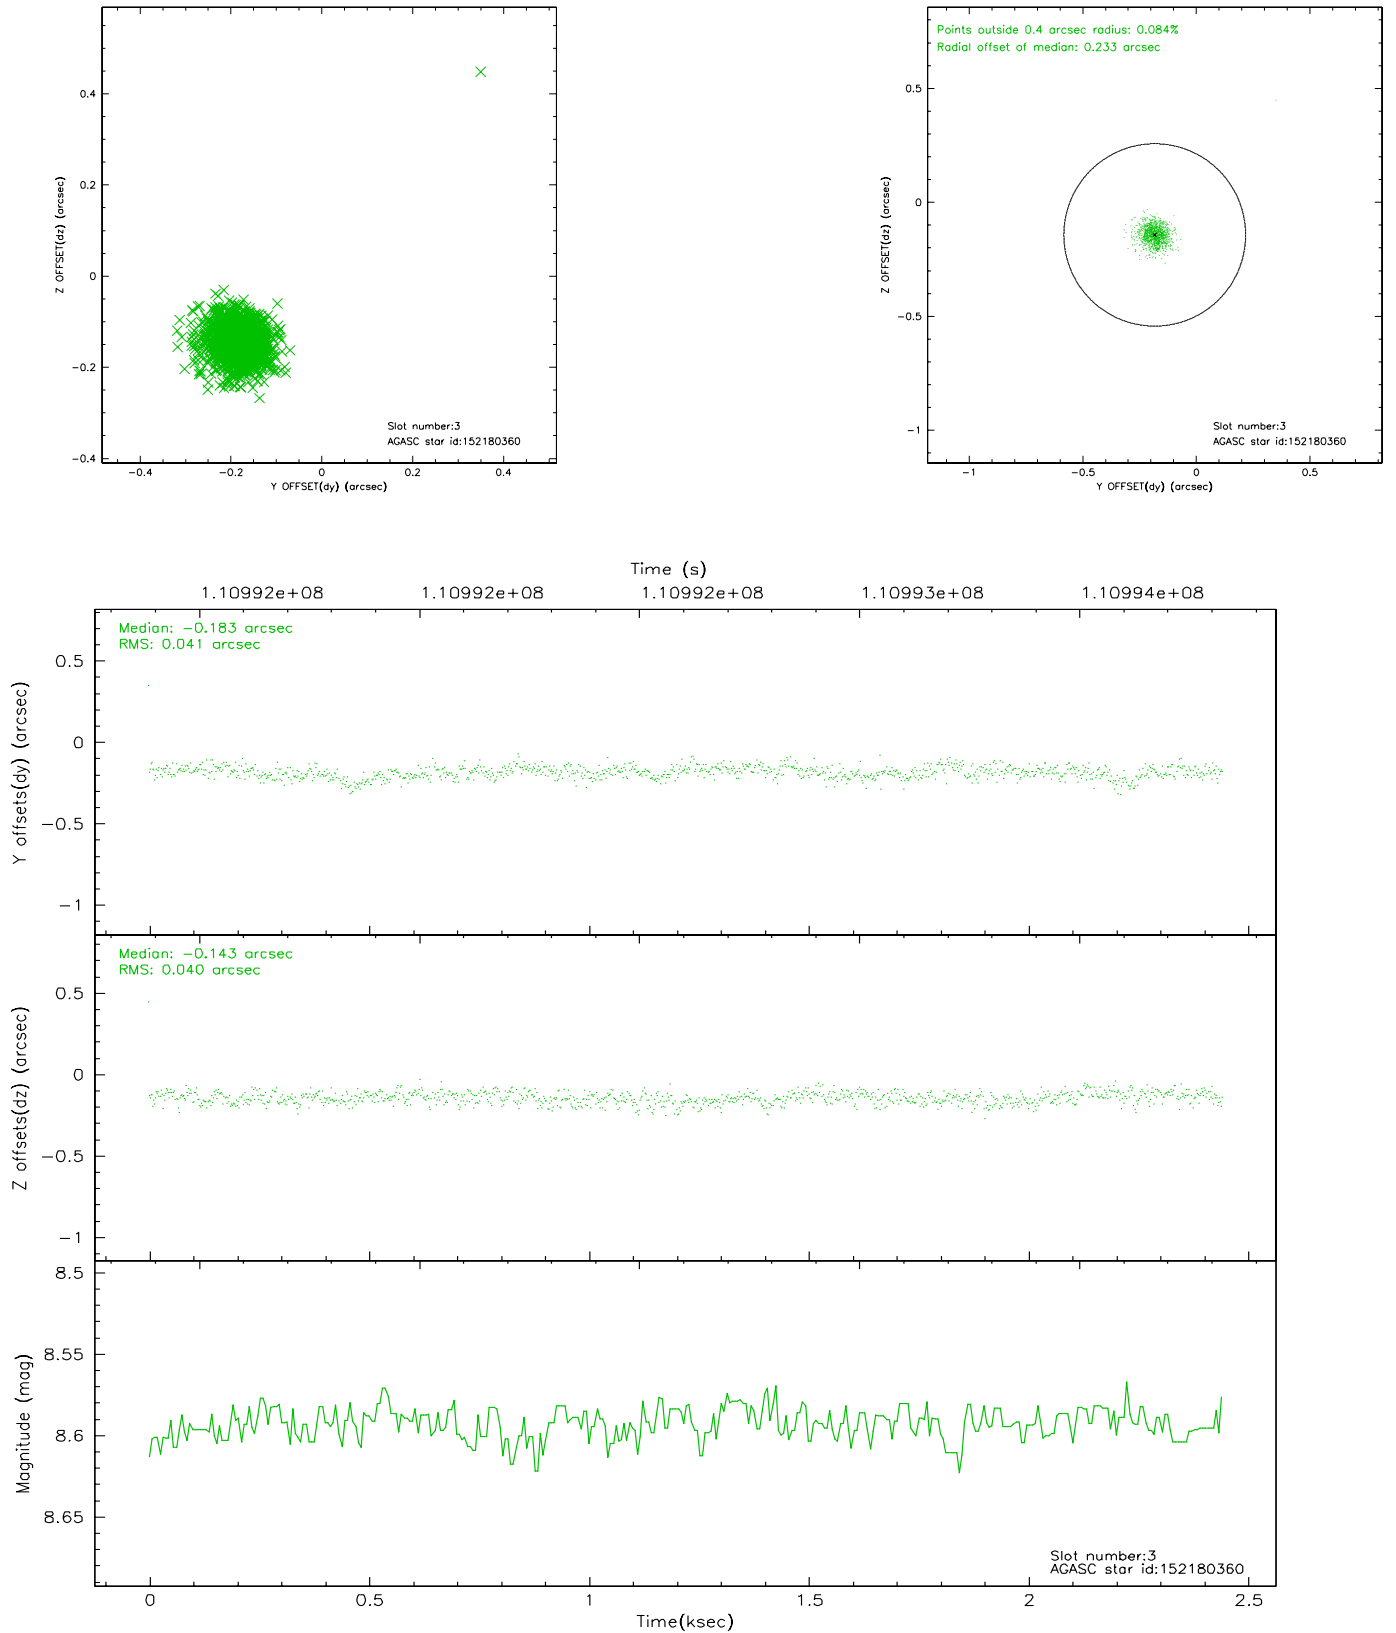 0.4
0.2
0
−0.2
−0.4
Z OFFSET(dz) (arcsec)
Slot number:3
AGASC star id:152180360
−0.4 −0.2 0 0.2 0.4
Y OFFSET(dy) (arcsec)
Points outside 0.4 arcsec radius: 0.084%
Radial offset of median: 0.233 arcsec
0.5
0
−0.5
−1
Z OFFSET(dz) (arcsec)
Slot number:3
AGASC star id:152180360
−1 −0.5 0 0.5
Y OFFSET(dy) (arcsec)
Time (s)
1.10992e+08 1.10992e+08 1.10992e+08 1.10993e+08 1.10994e+08
Median: −0.183 arcsec
RMS: 0.041 arcsec
0.5
0
−0.5
−1
Y offsets(dy) (arcsec)
Median: −0.143 arcsec
RMS: 0.040 arcsec
0.5
0
−0.5
−1
Z offsets(dz) (arcsec)
8.5
8.55
8.6
8.65
Magnitude (mag)
Slot number:3
AGASC star id:152180360
0 0.5 1 1.5 2 2.5
Time(ksec)